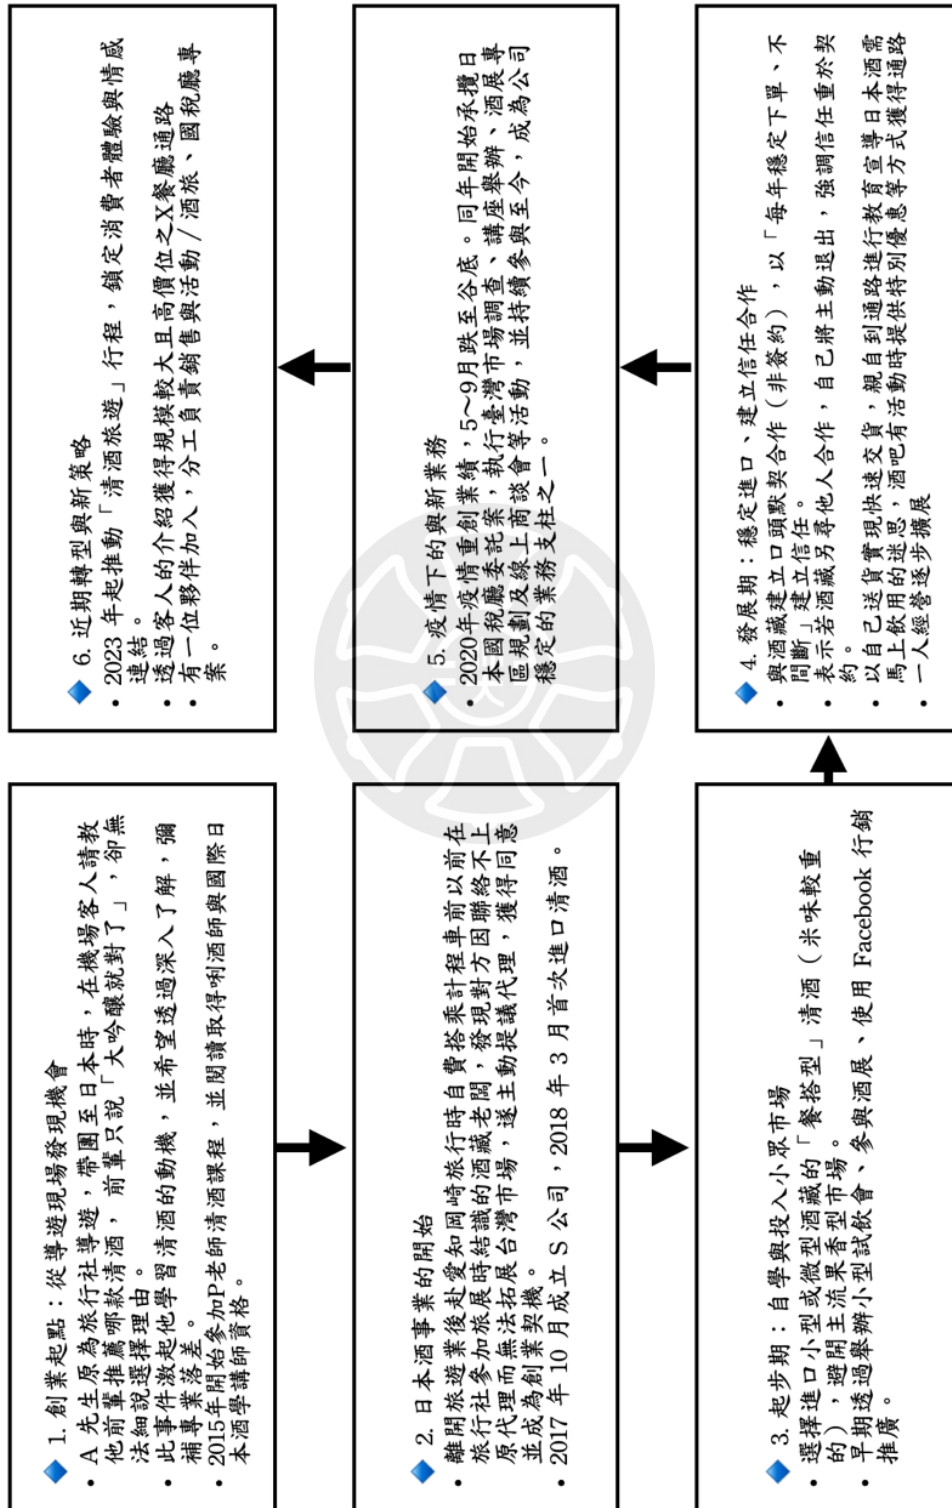 1. 創業起點：從導遊現場發現機會
• A 先生原為旅行社導遊，帶團至日本時，在機場客人請教
他前輩推薦哪款清酒， 前輩只說「大吟釀就對了」，卻無
法細說選擇理由。
• 此事件激起他學習清酒的動機，並希望透過深入了解，彌
補專業落差。
• 2015年開始參加P老師清酒課程，並閱讀取得唎酒師與國際日
本酒學講師資格。
2. 日本酒事業的開始
• 離開旅遊業後赴愛知岡崎旅行時自費搭乘計程車前以前在
旅行社參加旅展時結識的酒藏老闆，發現對方因聯絡不上
原代理而無法拓展台灣市場，遂主動提議代理，獲得同意
並成為創業契機。
• 2017 年 10 月成立 S 公司，2018 年 3 月首次進口清酒。
3. 起步期：自學與投入小眾市場
• 選擇進口小型或微型酒藏的「餐搭型」清酒（米味較重
的），避開主流果香型市場。
• 早期透過舉辦小型試飲會、參與酒展、使用 Facebook 行銷
推廣。
4. 發展期：穩定進口、建立信任合作
• 與酒藏建立口頭默契合作（非簽約），以「每年穩定下單、不
間斷」建立信任。
• 表示若酒藏另尋他人合作，自己將主動退出，強調信任重於契
約。
• 以自己送貨實現快速交貨，親自到通路進行教育宣導日本酒需
馬上飲用的迷思，酒吧有活動時提供特別優惠等方式獲得通路
• 一人經營逐步擴展
5. 疫情下的與新業務
• 2020年疫情重創業績，5～9月跌至谷底。同年開始承攬日
本國稅廳委託案，執行臺灣市場調查、講座舉辦、酒展專
區規劃及線上商談會等活動，並持續參與至今，成為公司
穩定的業務支柱之一。
6. 近期轉型與新策略
• 2023 年起推動「清酒旅遊」行程，鎖定消費者體驗與情感
連結。
• 透過客人的介紹獲得規模較大且高價位之X餐廳通路
• 有一位夥伴加入，分工負責銷售與活動／酒旅、國稅廳專
案。